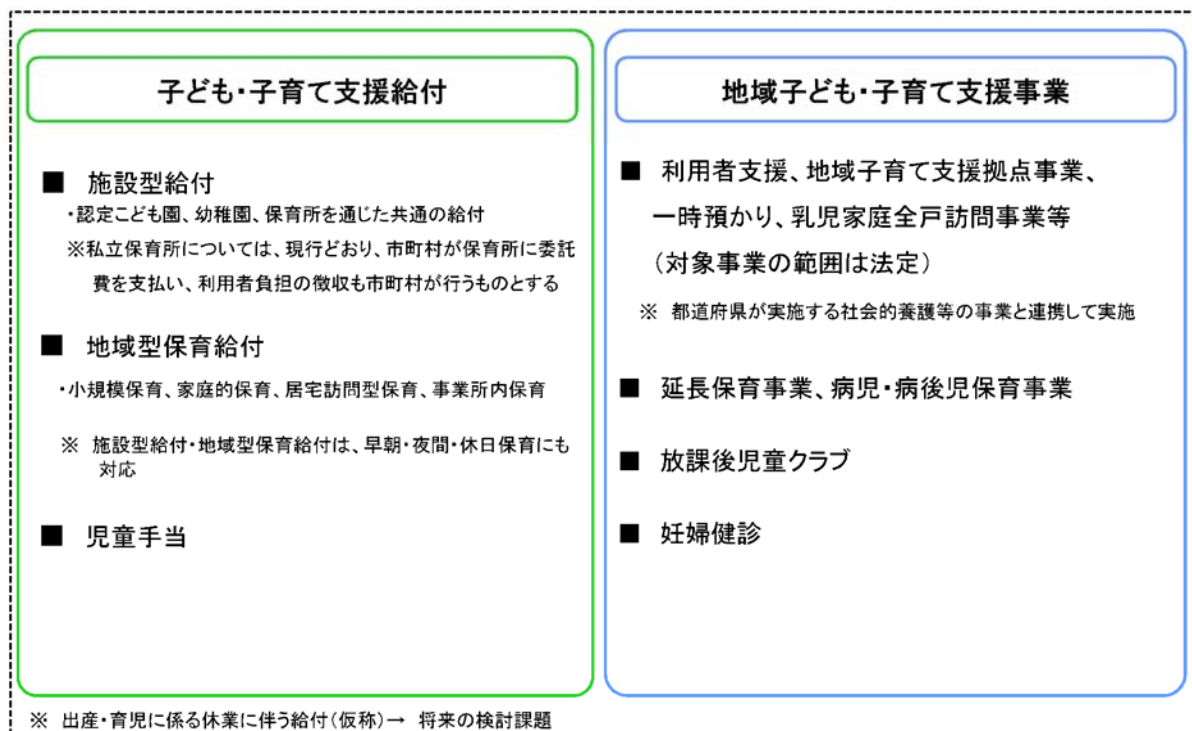 子ども・子育て支援給付
■ 施設型給付
・認定こども園、幼稚園、保育所を通じた共通の給付
※私立保育所については、現行どおり、市町村が保育所に委託
費を支払い、利用者負担の徴収も市町村が行うものとする
■ 地域型保育給付
・小規模保育、家庭的保育、居宅訪問型保育、事業所内保育
※ 施設型給付・地域型保育給付は、早朝・夜間・休日保育にも
対応
■ 児童手当
地域子ども・子育て支援事業
■ 利用者支援、地域子育て支援拠点事業、
一時預かり、乳児家庭全戸訪問事業等
（対象事業の範囲は法定）
※ 都道府県が実施する社会的養護等の事業と連携して実施
■ 延長保育事業、病児・病後児保育事業
■ 放課後児童クラブ
■ 妊婦健診
※ 出産・育児に係る休業に伴う給付（仮称）→ 将来の検討課題